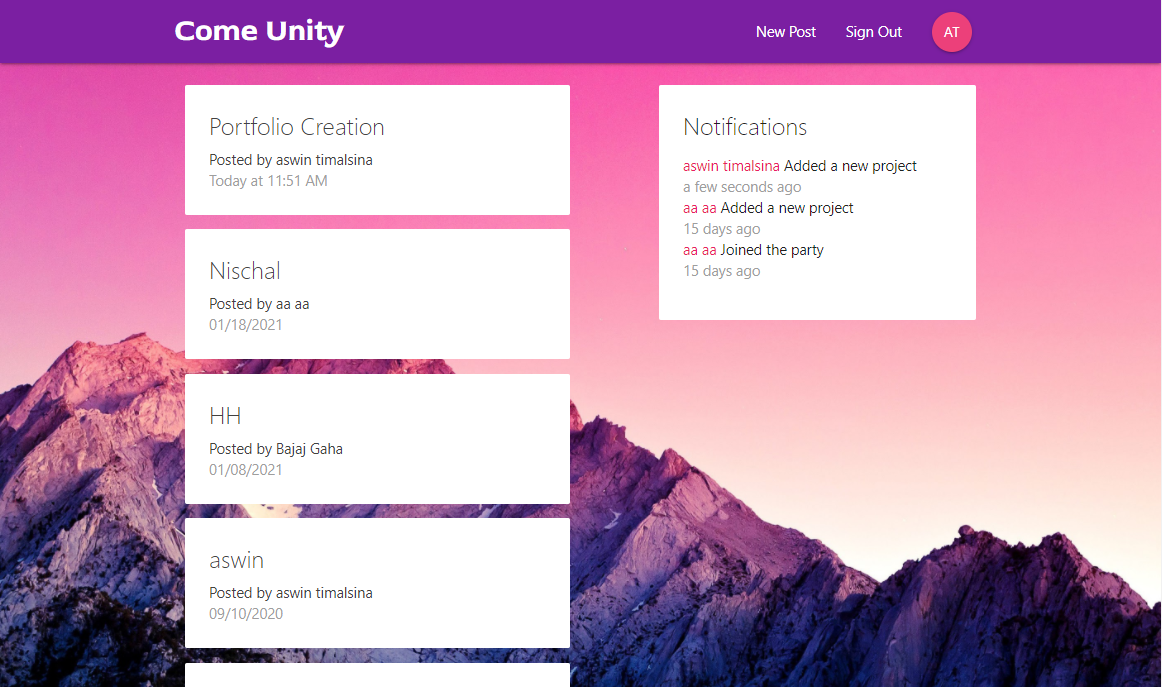 Come Unity
New Post
Sign Out
AT
Portfolio Creation
Posted by aswin timalsina
Today at 11:51 AM
Nischal
Posted by aa aa
01/18/2021
HH
Posted by Bajaj Gaha
01/08/2021
aswin
Posted by aswin timalsina
09/10/2020
Notifications
aswin timalsina Added a new project
a few seconds ago
aa aa Added a new project
15 days ago
aa aa Joined the party
15 days ago